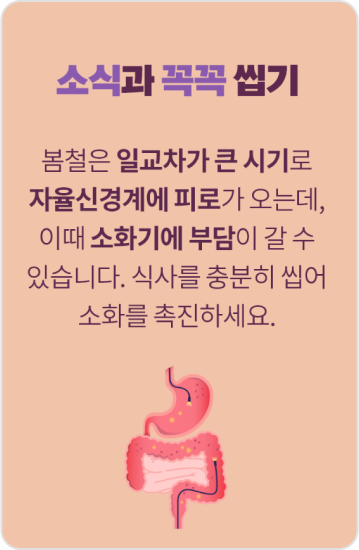 소식과 꼭꼭 씹기
봄철은 일교차가 큰 시기로
자율신경계에 피로가 오는데,
이때 소화기에 부담이 갈 수
있습니다. 식사를 충분히 씹어
소화를 촉진하세요.